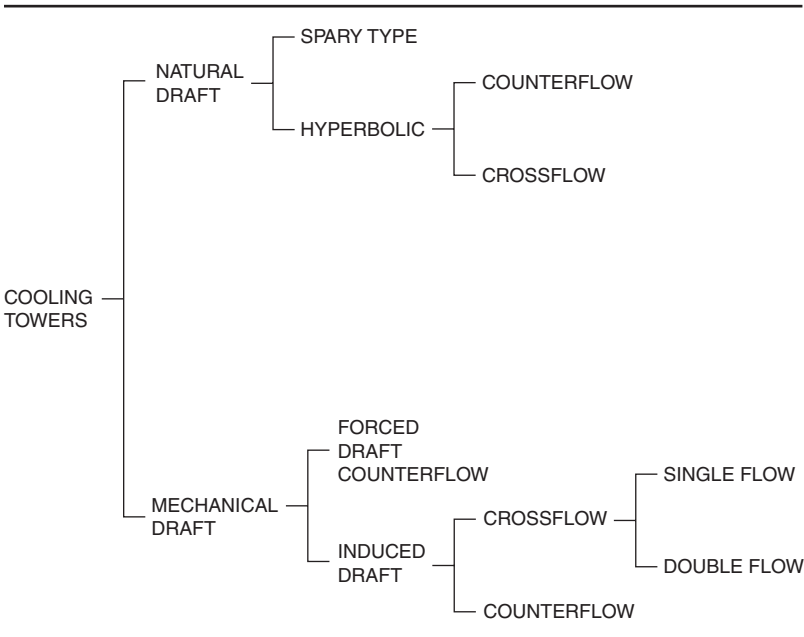 SPARY TYPE
NATURAL
DRAFT
COUNTERFLOW
HYPERBOLIC
CROSSFLOW
COOLING
TOWERS
FORCED
DRAFT
COUNTERFLOW
SINGLE FLOW
MECHANICAL
DRAFT
CROSSFLOW
INDUCED
DRAFT
DOUBLE FLOW
COUNTERFLOW